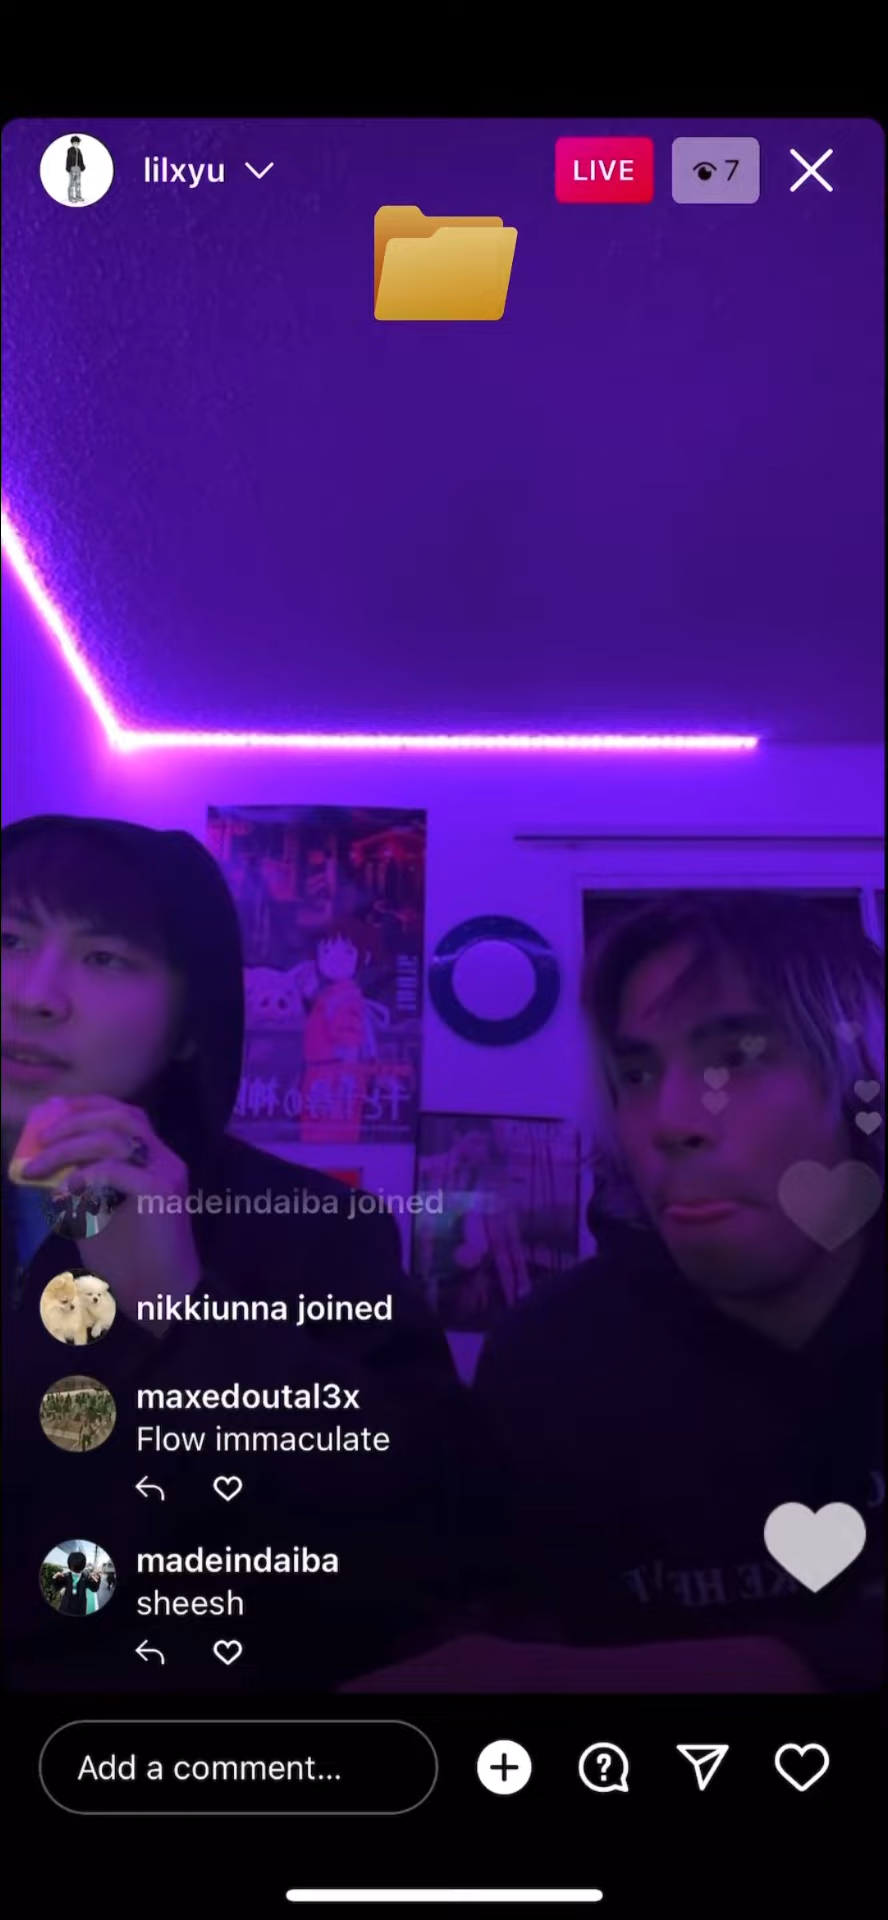 lilxyu
LIVE
7
madeindaiba joined
nikkiunna joined
maxedoutal3x
Flow immaculate
madeindaiba
sheesh
Add a comment...